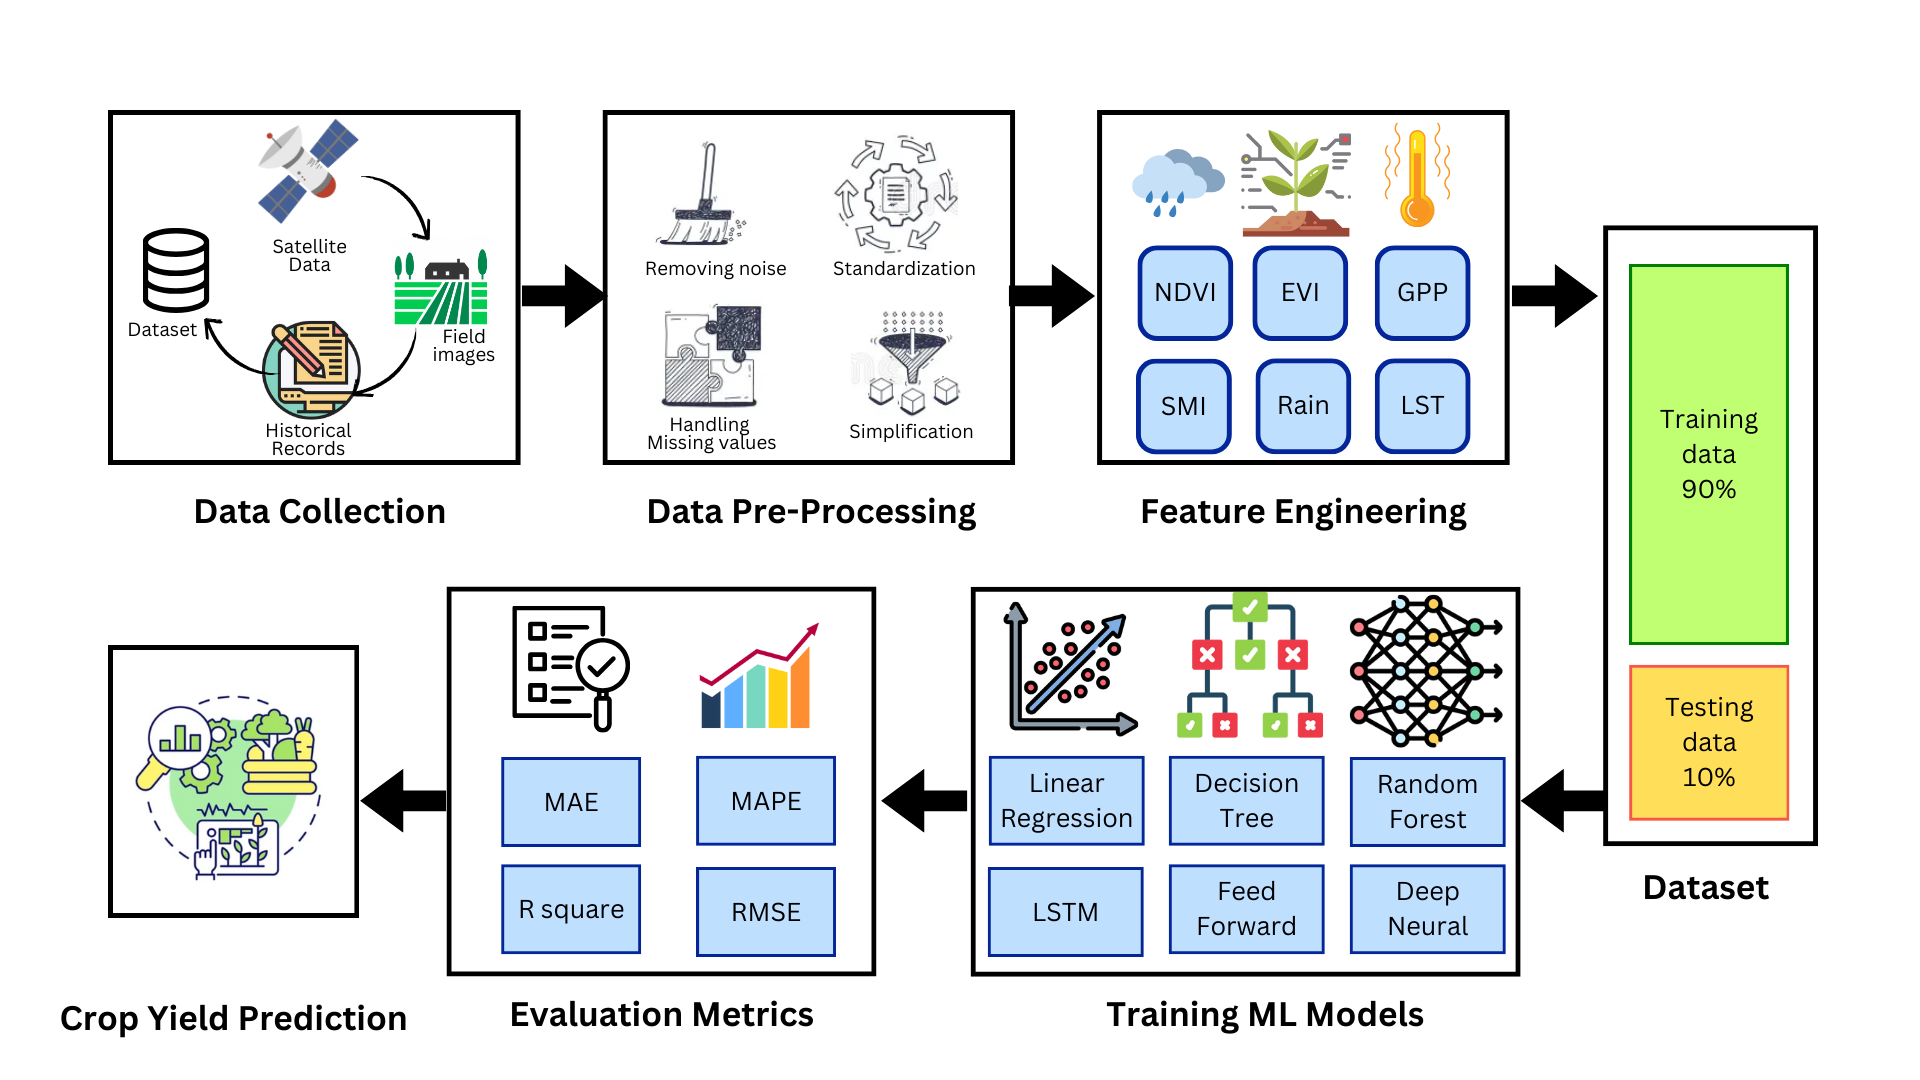 Satellite
Data
Dataset
Field
images
Historical
Records
Data Collection
Removing noise
Standardization
Handling
Missing values
Simplification
Data Pre-Processing
NDVI
EVI
GPP
SMI
Rain
LST
Feature Engineering
Training
data
90%
Testing
data
10%
Dataset
Linear
Regression
Decision
Tree
Random
Forest
LSTM
Feed
Forward
Deep
Neural
Training ML Models
MAE
MAPE
R square
RMSE
Evaluation Metrics
Crop Yield Prediction